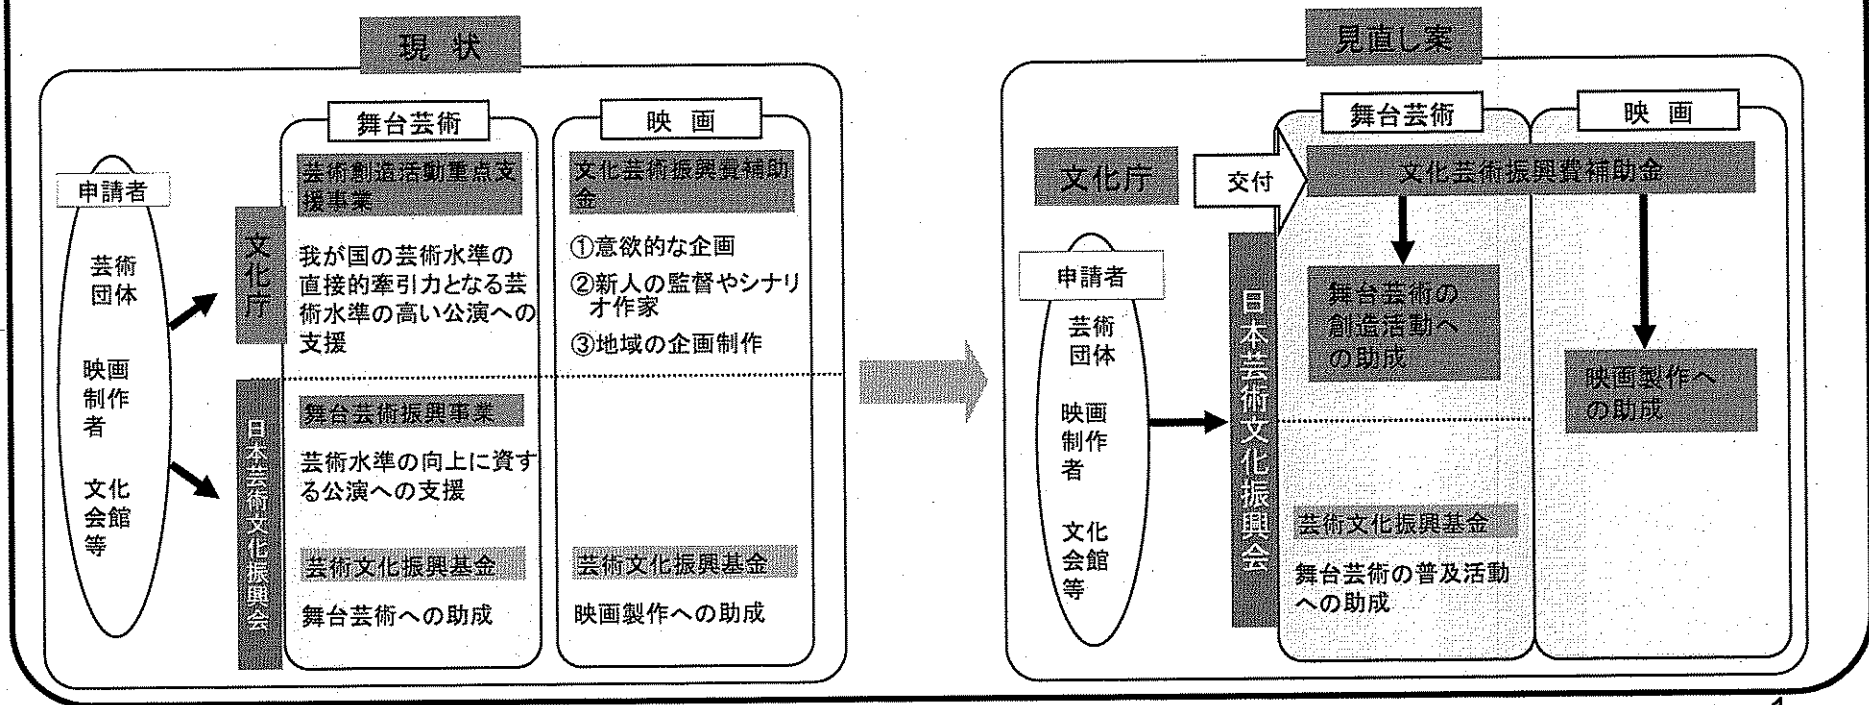 現 状
舞台芸術
映 画
申請者
芸術
団体
映画
制作
者
文化
会館
等
文化庁
芸術創造活動重点支
援事業
我が国の芸術水準の
直接的牽引力となる芸
術水準の高い公演への
支援
文化芸術振興費補助
金
①意欲的な企画
②新人の監督やシナリ
オ作家
③地域の企画制作
日本芸術文化振興会
舞台芸術振興事業
芸術水準の向上に資す
る公演への支援
芸術文化振興基金
舞台芸術への助成
芸術文化振興基金
映画製作への助成
見直し案
舞台芸術
映 画
文化庁
交付
文化芸術振興費補助金
申請者
芸術
団体
映画
制作
者
文化
会館
等
日本芸術文化振興会
舞台芸術の
創造活動へ
の助成
映画製作へ
の助成
芸術文化振興基金
舞台芸術の普及活動
への助成